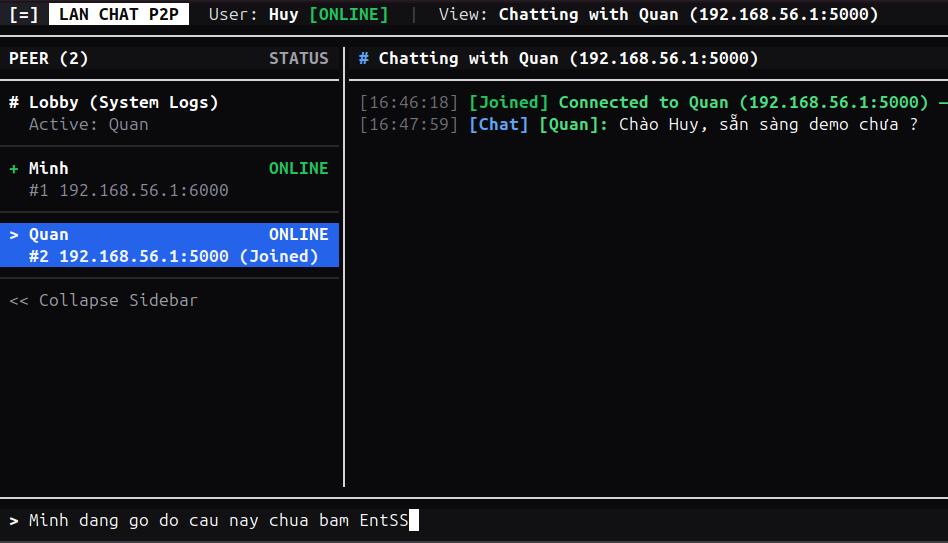 [=] LAN CHAT P2P User: Huy [ONLINE] | View: Chatting with Quan (192.168.56.1:5000)
PEER (2) STATUS
# Lobby (System Logs)
Active: Quan
+ Minh ONLINE
#1 192.168.56.1:6000
> Quan ONLINE
#2 192.168.56.1:5000 (Joined)
<< Collapse Sidebar
# Chatting with Quan (192.168.56.1:5000)
[16:46:18] [Joined] Connected to Quan (192.168.56.1:5000) —
[16:47:59] [Chat] [Quan]: Chào Huy, sẵn sàng demo chưa ?
> Minh dang go do cau nay chua bam EntSS